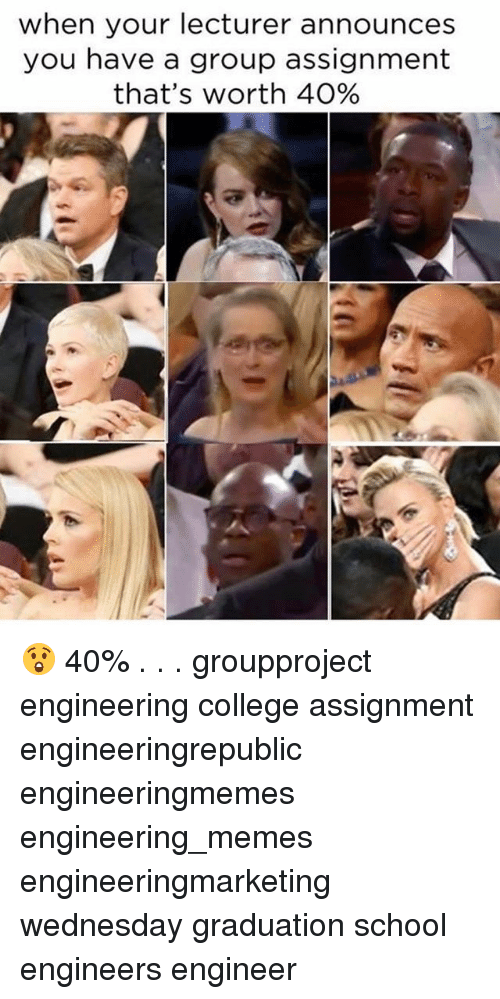 when your lecturer announces
you have a group assignment
that's worth 40%
😲 40% . . . groupproject
engineering college assignment
engineeringrepublic
engineeringmemes
engineering_memes
engineeringmarketing
wednesday graduation school
engineers engineer